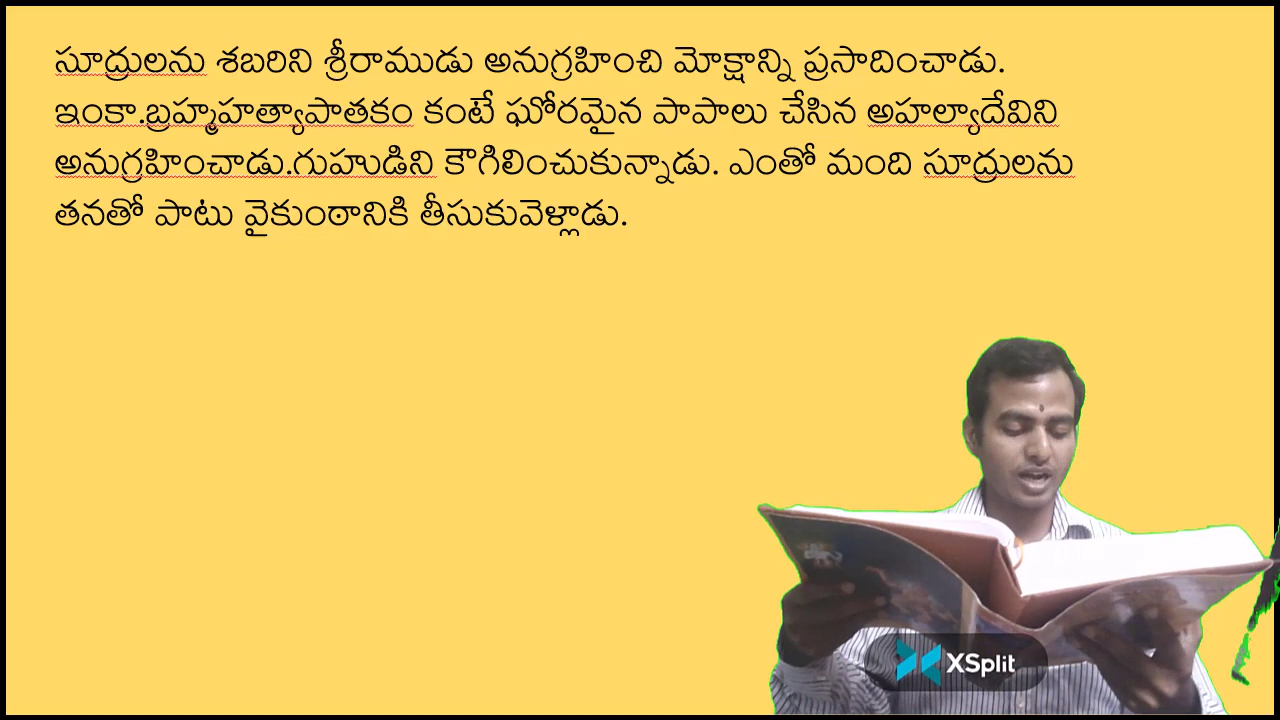 సూద్రులను శబరిని శ్రీరాముడు అనుగ్రహించి మోక్షాన్ని ప్రసాదించాడు.
ఇంకా.బ్రహ్మహత్యాపాతకం కంటే ఘోరమైన పాపాలు చేసిన అహల్యాదేవిని
అనుగ్రహించాడు.గుహుడిని కౌగిలించుకున్నాడు. ఎంతో మంది సూద్రులను
తనతో పాటు వైకుంఠానికి తీసుకువెళ్లాడు.
XSplit